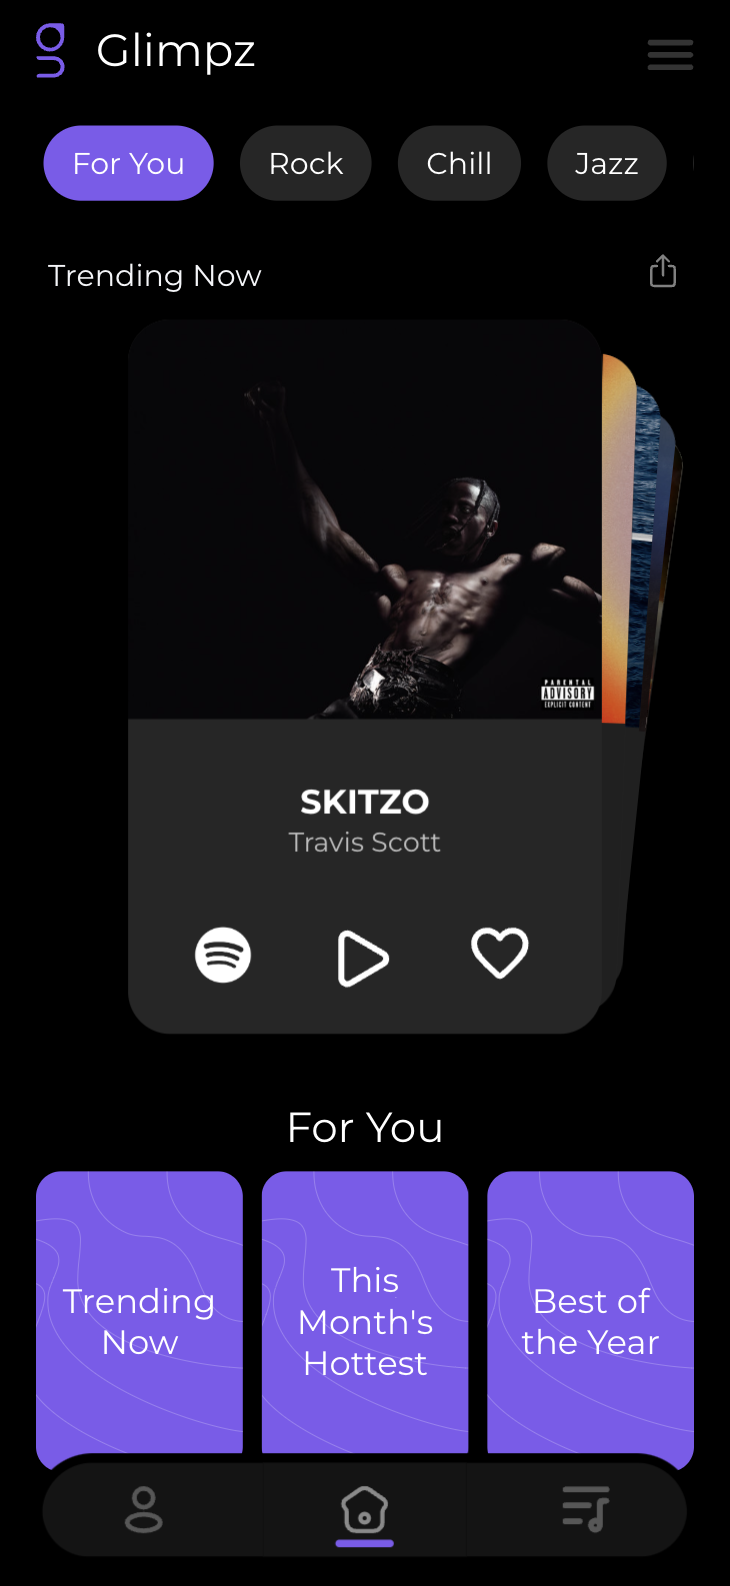 Glimpz
For You
Rock
Chill
Jazz
Trending Now
PARENTAL
ADVISORY
EXPLICIT CONTENT
SKITZO
Travis Scott
For You
Trending
Now
This
Month's
Hottest
Best of
the Year